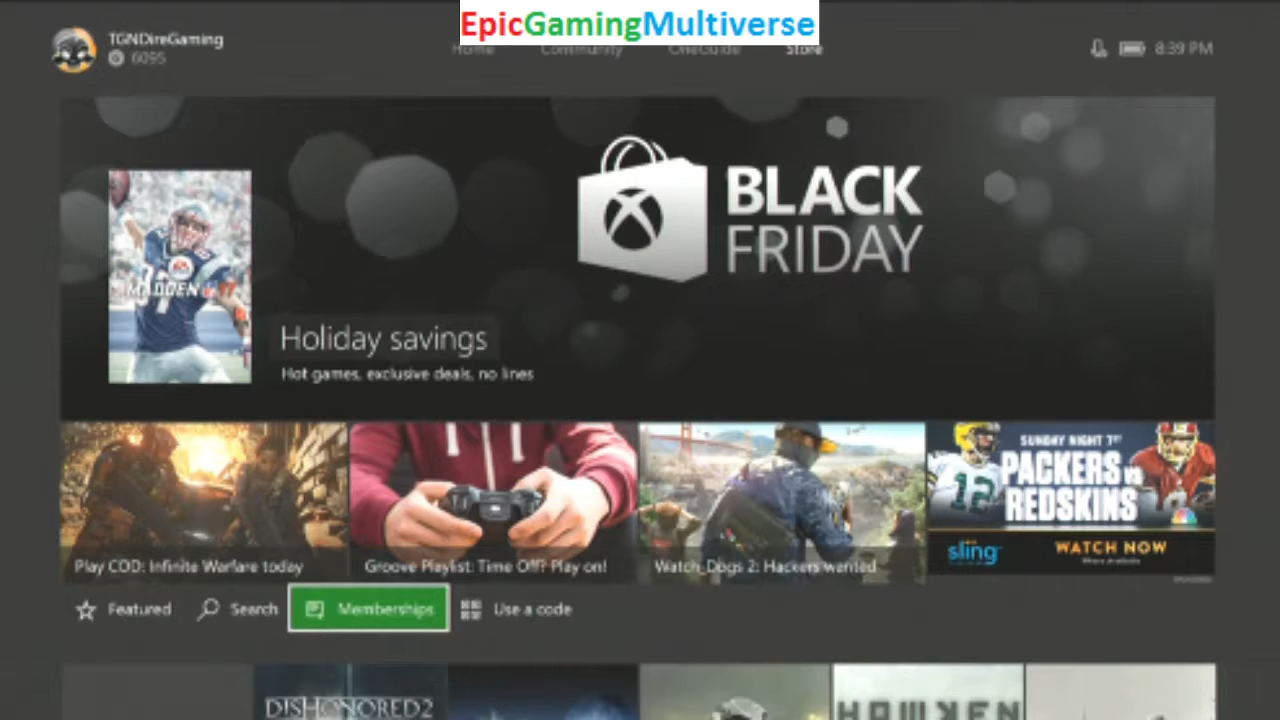 EpicGamingMultiverse
TGNDireGaming
6095
Home Community OneGuide Store
8:39 PM
BLACK
FRIDAY
MADDEN 17
Holiday savings
Hot games, exclusive deals, no lines
SUNDAY NIGHT 7ET
PACKERS VS
REDSKINS
12
sling
WATCH NOW
Play COD: Infinite Warfare today
Groove Playlist: Time Off? Play on!
Watch_Dogs 2: Hackers wanted
Featured Search Memberships Use a code
DISHONORED 2
HAWKEN